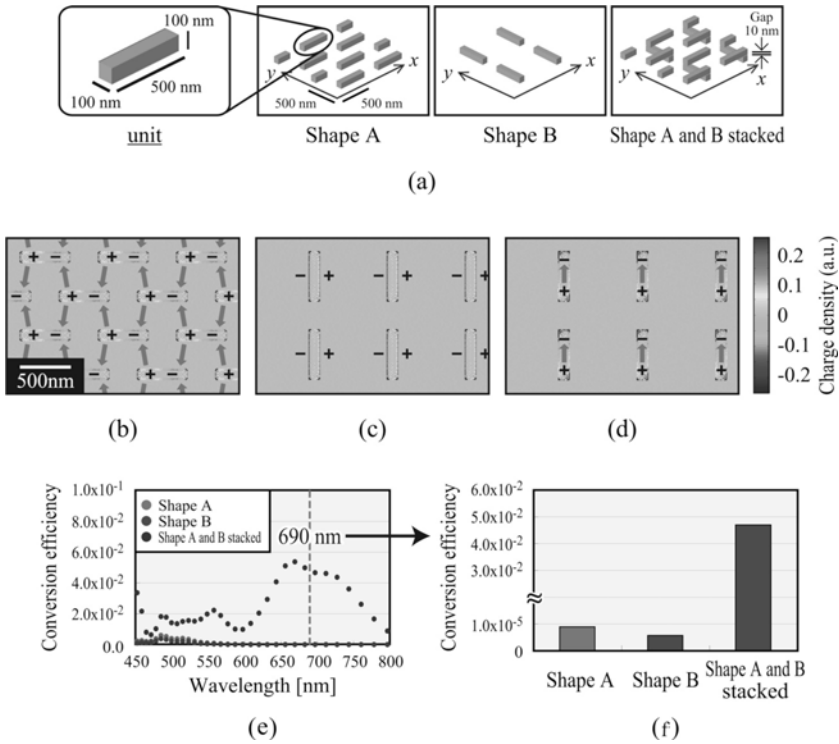 100 nm
100 nm
500 nm
unit
y
x
500 nm
500 nm
Shape A
y
x
Shape B
Gap
10 nm
y
x
Shape A and B stacked
(a)
+ − + − + −
− + − + − +
+ − + − + −
− + − + − +
500nm
(b)
− + − + − +
− + − + − +
(c)
− − −
+ + +
− − −
+ + +
(d)
0.2
0.1
0
-0.1
-0.2
Charge density (a.u.)
Conversion efficiency
1.0x10⁻¹
8.0x10⁻²
6.0x10⁻²
4.0x10⁻²
2.0x10⁻²
0.0
Shape A
Shape B
Shape A and B stacked
690 nm
450 500 550 600 650 700 750 800
Wavelength [nm]
(e)
Conversion efficiency
6.0x10⁻²
5.0x10⁻²
4.0x10⁻²
3.0x10⁻²
≈
1.0x10⁻⁵
0
Shape A
Shape B
Shape A and B
stacked
(f)